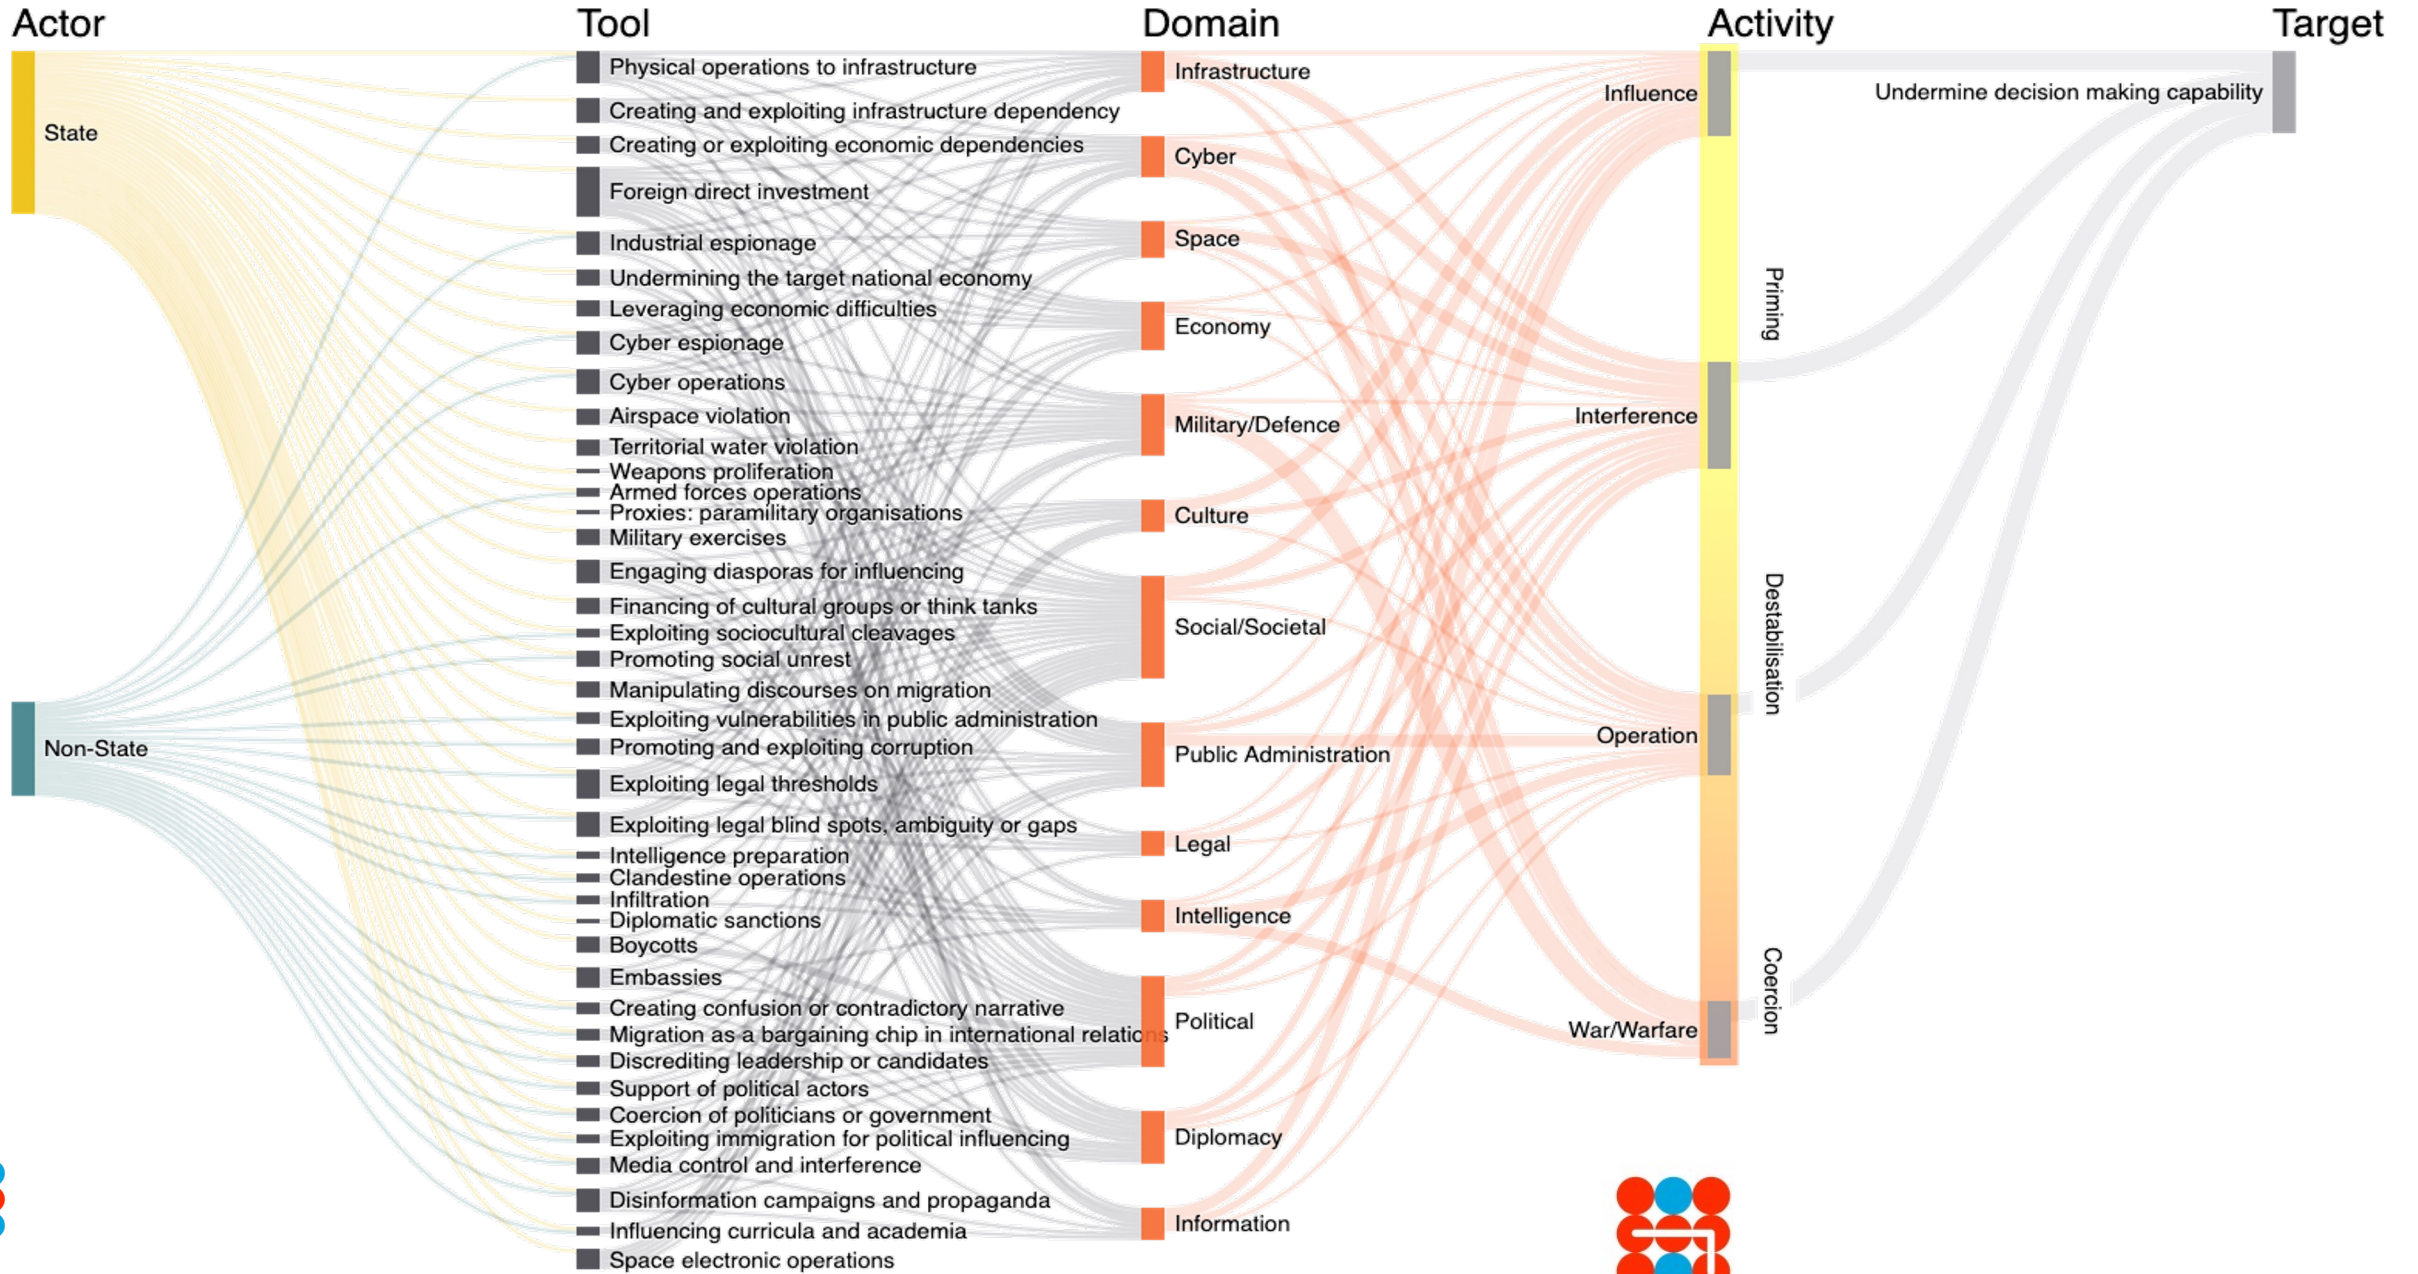 Actor
Tool
Domain
Activity
Target
State
Non-State
Physical operations to infrastructure
Creating and exploiting infrastructure dependency
Creating or exploiting economic dependencies
Foreign direct investment
Industrial espionage
Undermining the target national economy
Leveraging economic difficulties
Cyber espionage
Cyber operations
Airspace violation
Territorial water violation
Weapons proliferation
Armed forces operations
Proxies: paramilitary organisations
Military exercises
Engaging diasporas for influencing
Financing of cultural groups or think tanks
Exploiting sociocultural cleavages
Promoting social unrest
Manipulating discourses on migration
Exploiting vulnerabilities in public administration
Promoting and exploiting corruption
Exploiting legal thresholds
Exploiting legal blind spots, ambiguity or gaps
Intelligence preparation
Clandestine operations
Infiltration
Diplomatic sanctions
Boycotts
Embassies
Creating confusion or contradictory narrative
Migration as a bargaining chip in international relations
Discrediting leadership or candidates
Support of political actors
Coercion of politicians or government
Exploiting immigration for political influencing
Media control and interference
Disinformation campaigns and propaganda
Influencing curricula and academia
Space electronic operations
Infrastructure
Cyber
Space
Economy
Military/Defence
Culture
Social/Societal
Public Administration
Legal
Intelligence
Political
Diplomacy
Information
Influence
Interference
Operation
War/Warfare
Priming
Destabilisation
Coercion
Undermine decision making capability